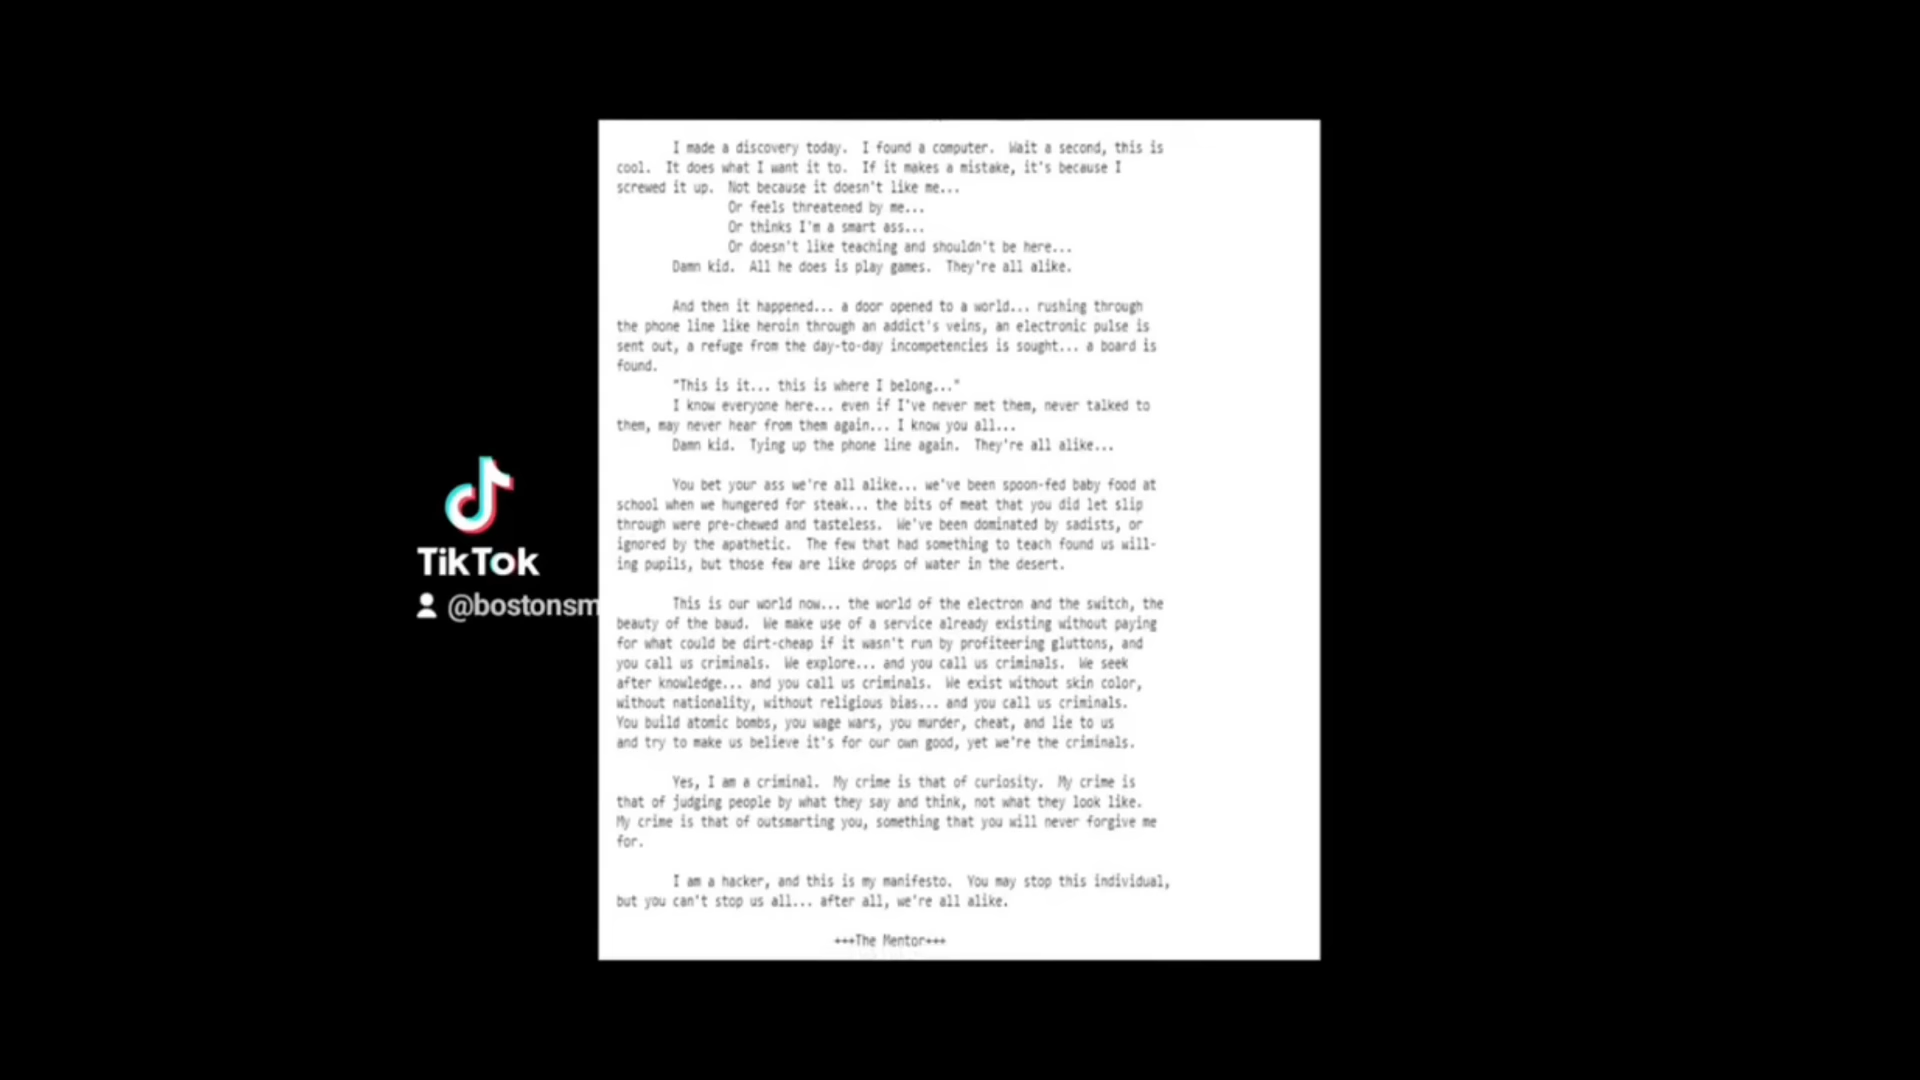 I made a discovery today.  I found a computer.  Wait a second, this is
cool.  It does what I want it to.  If it makes a mistake, it's because I
screwed it up.  Not because it doesn't like me...
Or feels threatened by me...
Or thinks I'm a smart ass...
Or doesn't like teaching and shouldn't be here...
Damn kid.  All he does is play games.  They're all alike.
And then it happened... a door opened to a world... rushing through
the phone line like heroin through an addict's veins, an electronic pulse is
sent out, a refuge from the day-to-day incompetencies is sought... a board is
found.
"This is it... this is where I belong..."
I know everyone here... even if I've never met them, never talked to
them, may never hear from them again... I know you all...
Damn kid.  Tying up the phone line again.  They're all alike...
You bet your ass we're all alike... we've been spoon-fed baby food at
school when we hungered for steak... the bits of meat that you did let slip
through were pre-chewed and tasteless.  We've been dominated by sadists, or
ignored by the apathetic.  The few that had something to teach found us will-
ing pupils, but those few are like drops of water in the desert.
This is our world now... the world of the electron and the switch, the
beauty of the baud.  We make use of a service already existing without paying
for what could be dirt-cheap if it wasn't run by profiteering gluttons, and
you call us criminals.  We explore... and you call us criminals.  We seek
after knowledge... and you call us criminals.  We exist without skin color,
without nationality, without religious bias... and you call us criminals.
You build atomic bombs, you wage wars, you murder, cheat, and lie to us
and try to make us believe it's for our own good, yet we're the criminals.
Yes, I am a criminal.  My crime is that of curiosity.  My crime is
that of judging people by what they say and think, not what they look like.
My crime is that of outsmarting you, something that you will never forgive me
for.
I am a hacker, and this is my manifesto.  You may stop this individual,
but you can't stop us all... after all, we're all alike.
+++The Mentor+++
TikTok
@bostonsm